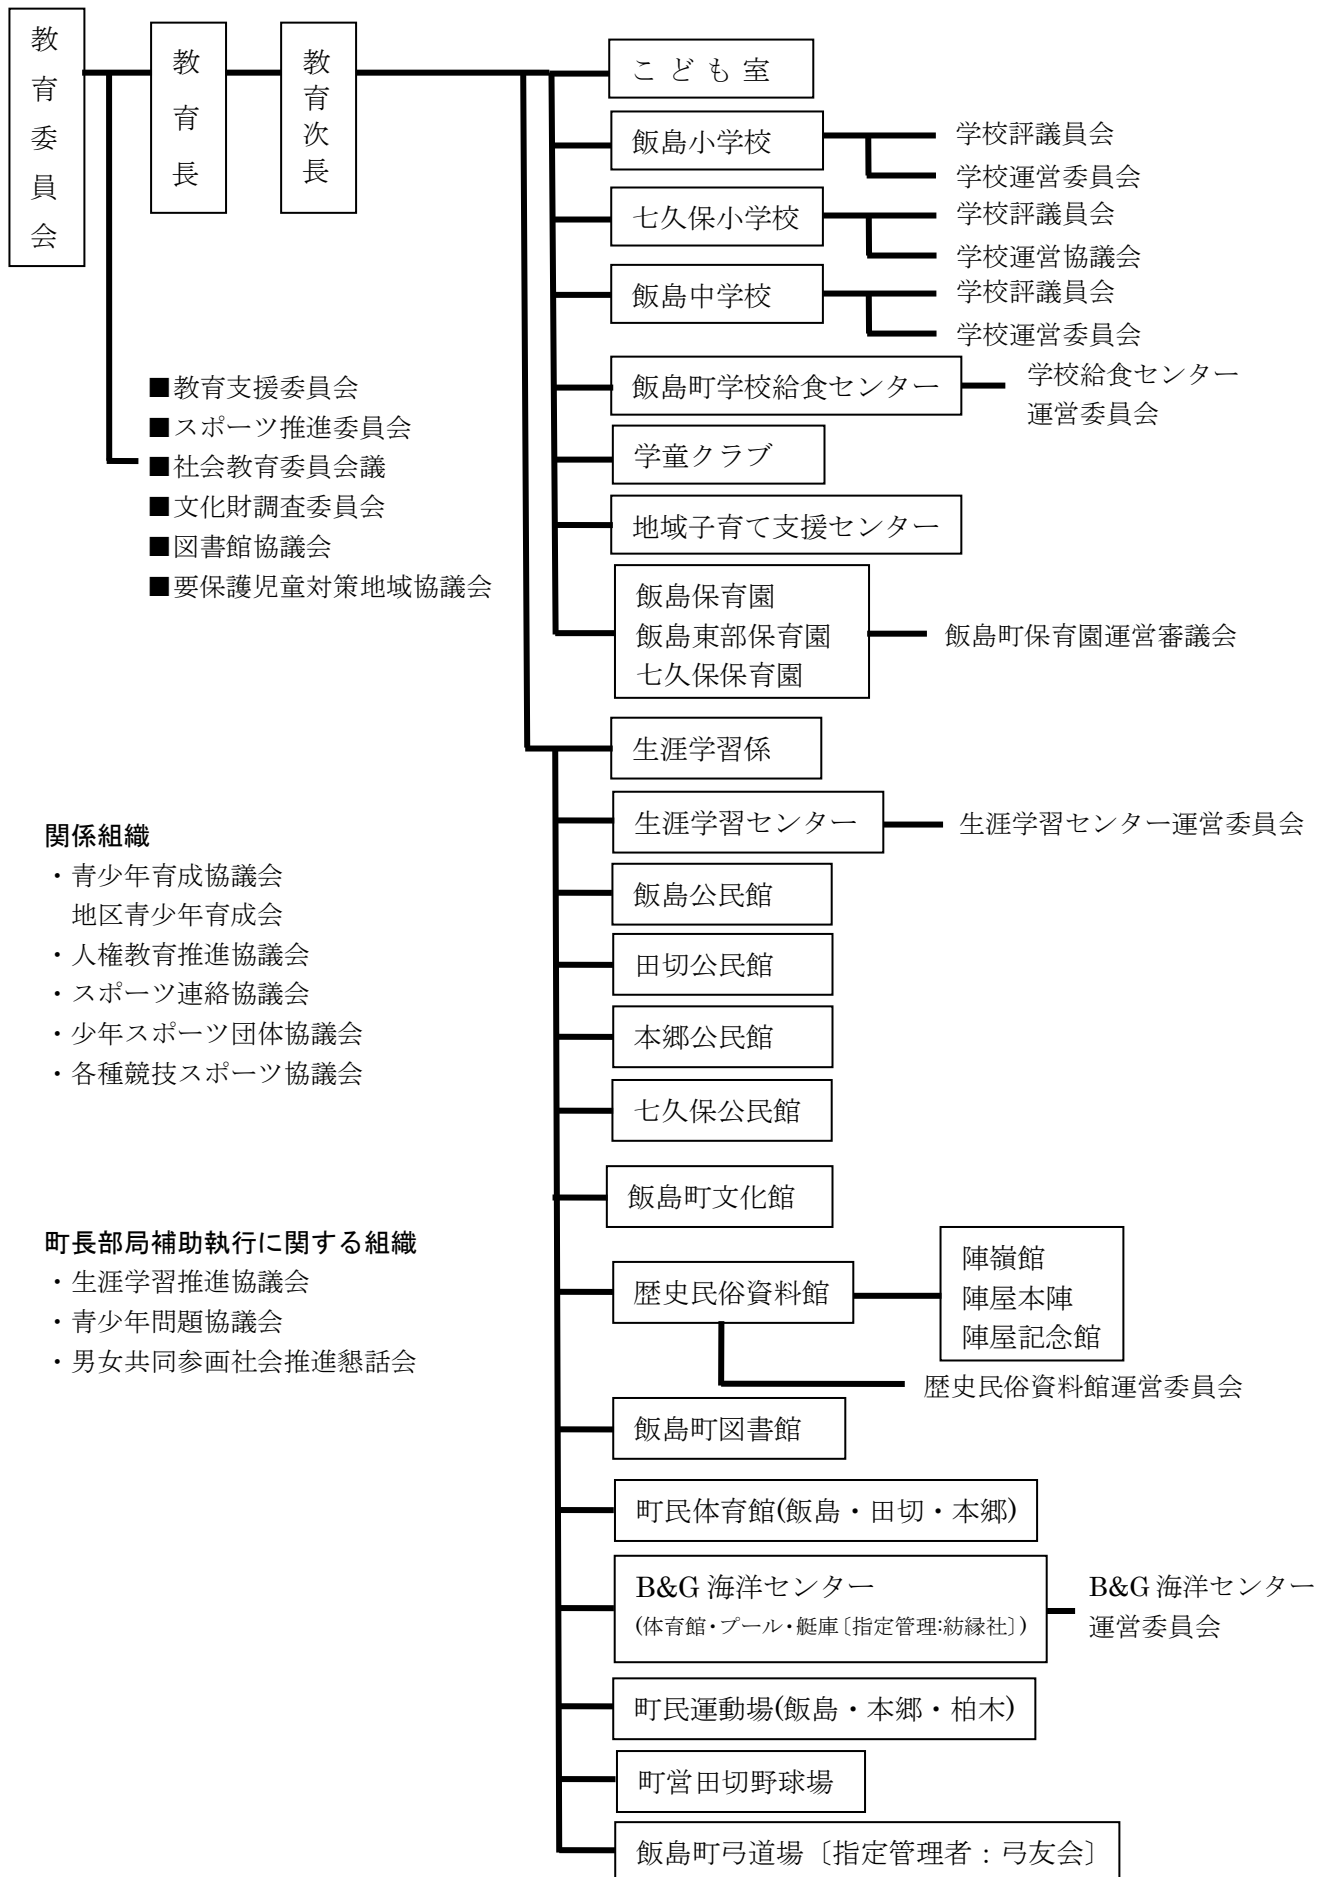 教育委員会
教育長
教育次長
こ ど も 室
飯島小学校
学校評議員会
学校運営委員会
七久保小学校
学校評議員会
学校運営協議会
飯島中学校
学校評議員会
学校運営委員会
飯島町学校給食センター
学校給食センター
運営委員会
学童クラブ
地域子育て支援センター
飯島保育園
飯島東部保育園
七久保保育園
飯島町保育園運営審議会
■教育支援委員会
■スポーツ推進委員会
■社会教育委員会議
■文化財調査委員会
■図書館協議会
■要保護児童対策地域協議会
生涯学習係
生涯学習センター
生涯学習センター運営委員会
飯島公民館
田切公民館
本郷公民館
七久保公民館
飯島町文化館
歴史民俗資料館
陣嶺館
陣屋本陣
陣屋記念館
歴史民俗資料館運営委員会
飯島町図書館
町民体育館(飯島・田切・本郷)
B&G 海洋センター
(体育館・プール・艇庫〔指定管理:紡縁社〕)
B&G 海洋センター
運営委員会
町民運動場(飯島・本郷・柏木)
町営田切野球場
飯島町弓道場〔指定管理者：弓友会〕
関係組織
・青少年育成協議会
地区青少年育成会
・人権教育推進協議会
・スポーツ連絡協議会
・少年スポーツ団体協議会
・各種競技スポーツ協議会
町長部局補助執行に関する組織
・生涯学習推進協議会
・青少年問題協議会
・男女共同参画社会推進懇話会